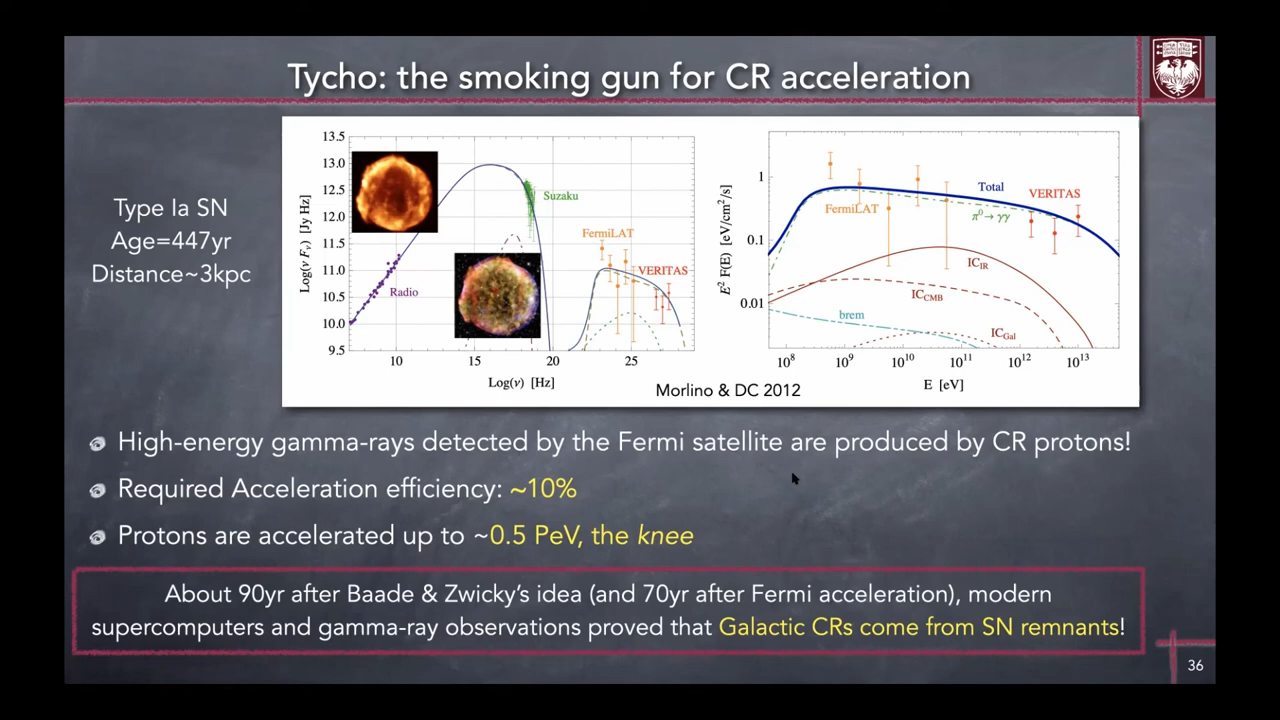 Tycho: the smoking gun for CR acceleration
Type Ia SN
Age=447yr
Distance~3kpc
13.5
13.0
12.5
12.0
11.5
11.0
10.5
10.0
9.5
Log(ν Fν) [Jy Hz]
Radio
Suzaku
FermiLAT
VERITAS
10
15
20
25
Log(ν) [Hz]
1
0.1
0.01
E² F(E) [eV/cm²/s]
Total
FermiLAT
VERITAS
π⁰→γγ
ICIR
ICCMB
brem
ICGal
10⁸
10⁹
10¹⁰
10¹¹
10¹²
10¹³
E [eV]
Morlino & DC 2012
High-energy gamma-rays detected by the Fermi satellite are produced by CR protons!
Required Acceleration efficiency: ~10%
Protons are accelerated up to ~0.5 PeV, the knee
About 90yr after Baade & Zwicky's idea (and 70yr after Fermi acceleration), modern
supercomputers and gamma-ray observations proved that Galactic CRs come from SN remnants!
36